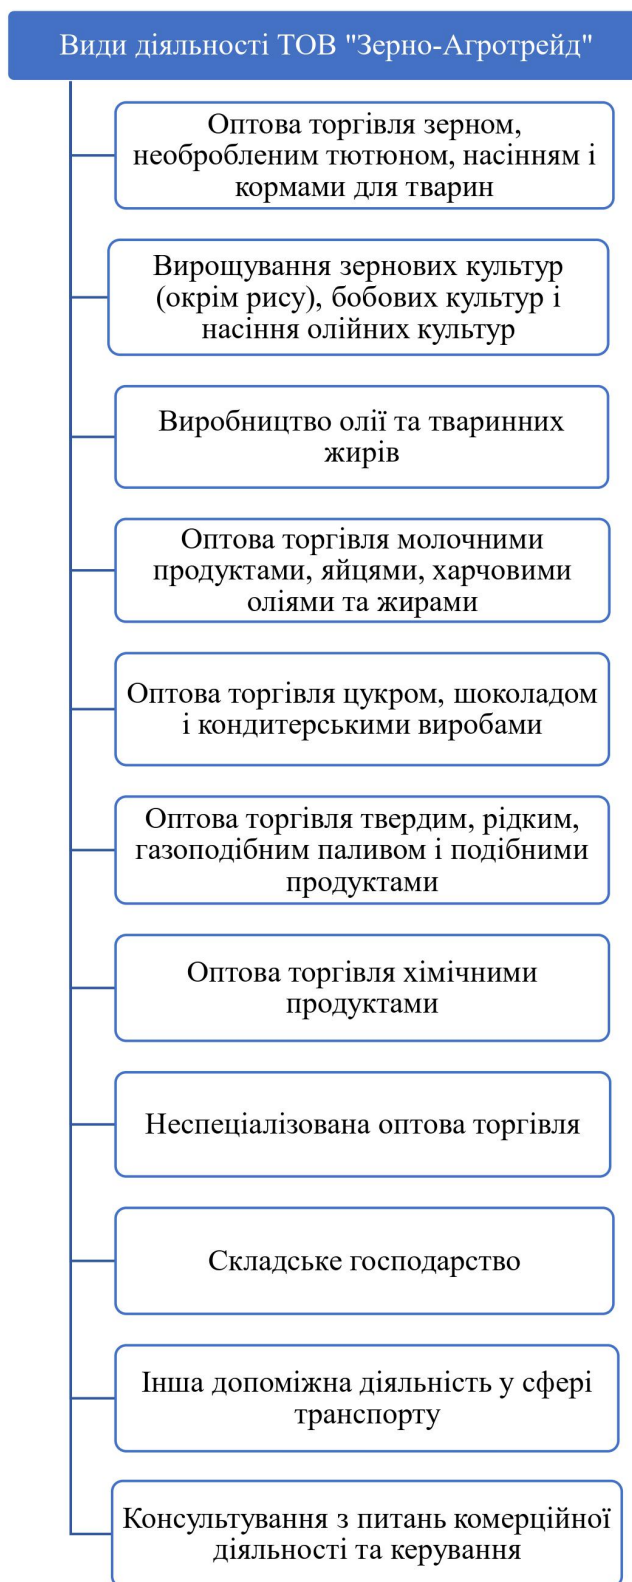 Види діяльності ТОВ "Зерно-Агротрейд"
Оптова торгівля зерном,
необробленим тютюном, насінням і
кормами для тварин
Вирощування зернових культур
(окрім рису), бобових культур і
насіння олійних культур
Виробництво олії та тваринних
жирів
Оптова торгівля молочними
продуктами, яйцями, харчовими
оліями та жирами
Оптова торгівля цукром, шоколадом
і кондитерськими виробами
Оптова торгівля твердим, рідким,
газоподібним паливом і подібними
продуктами
Оптова торгівля хімічними
продуктами
Неспеціалізована оптова торгівля
Складське господарство
Інша допоміжна діяльність у сфері
транспорту
Консультування з питань комерційної
діяльності та керування